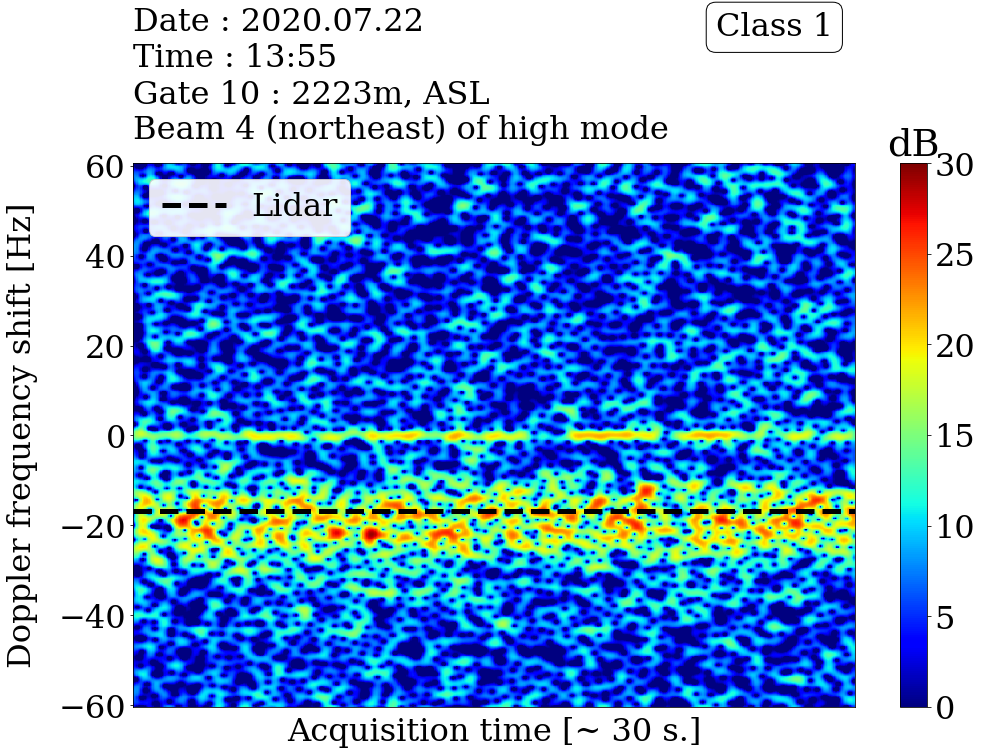 Date : 2020.07.22
Time : 13:55
Gate 10 : 2223m, ASL
Beam 4 (northeast) of high mode
Class 1
dB
Lidar
Doppler frequency shift [Hz]
60
40
20
0
−20
−40
−60
30
25
20
15
10
5
0
Acquisition time [~ 30 s.]